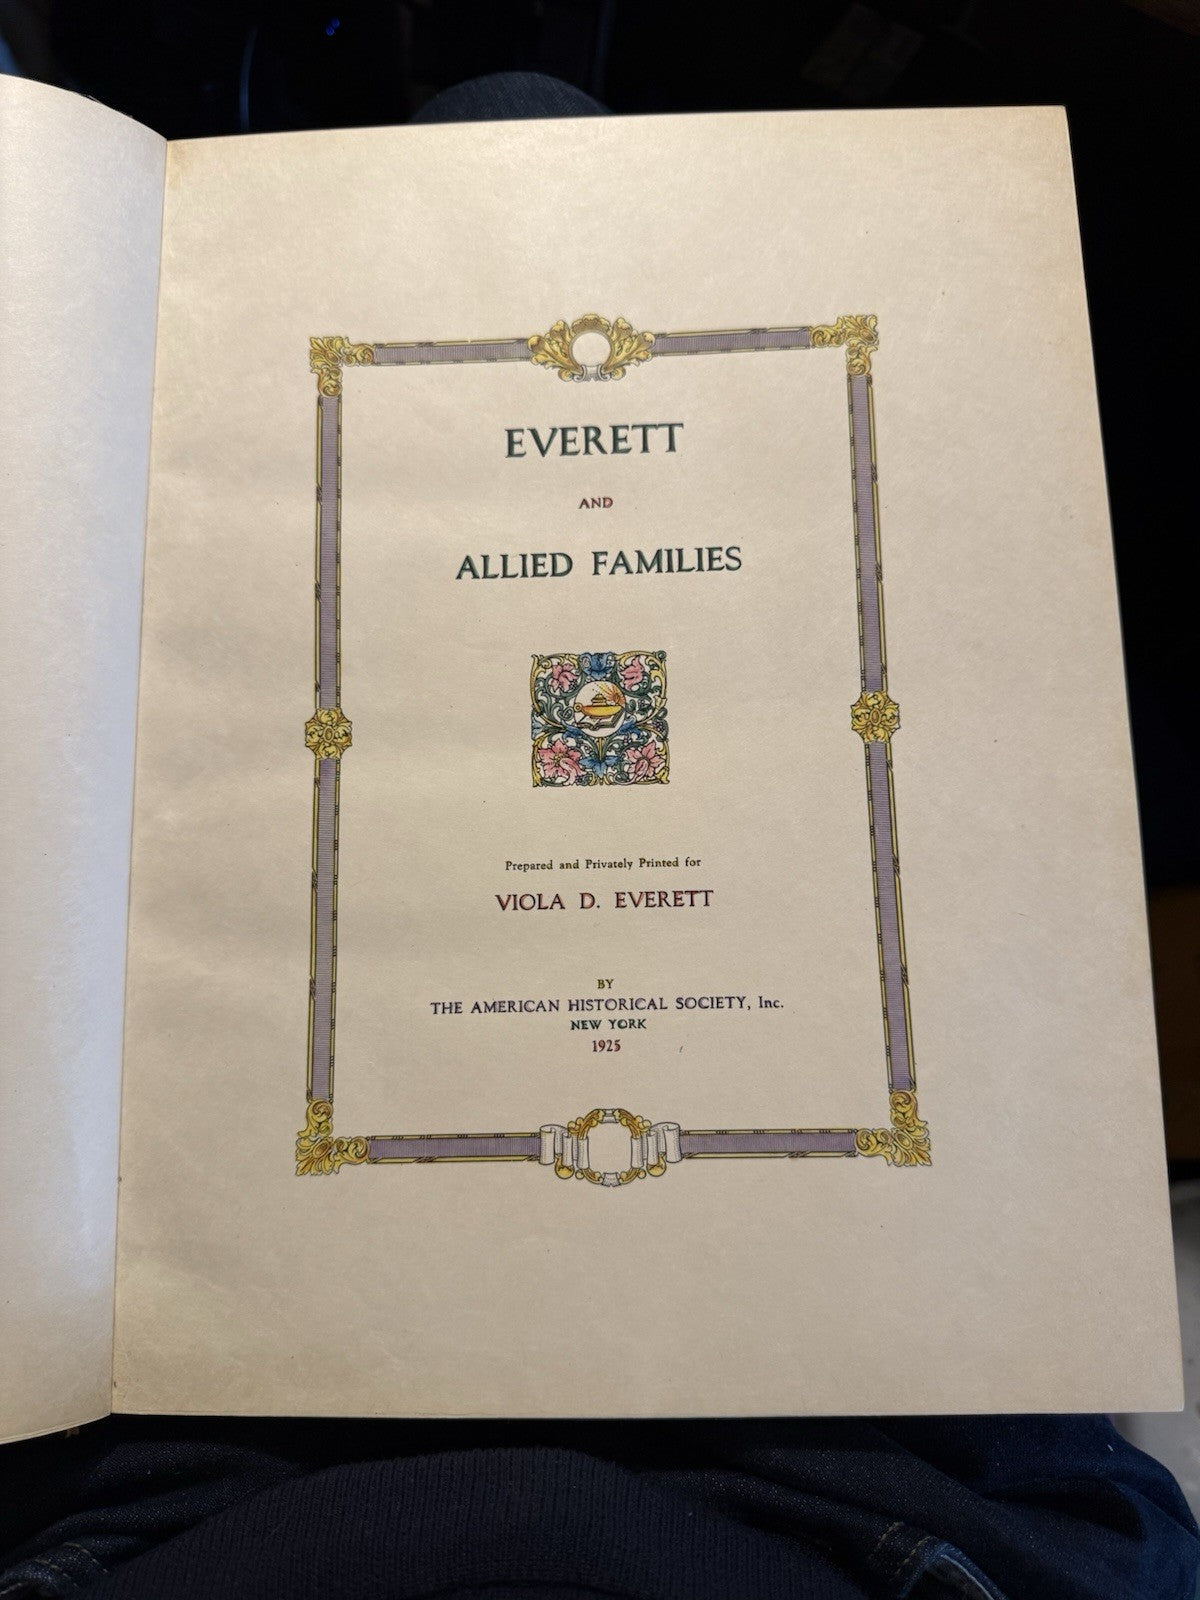 EVERETT
AND
ALLIED FAMILIES
Prepared and Privately Printed for
VIOLA D. EVERETT
BY
THE AMERICAN HISTORICAL SOCIETY, Inc.
NEW YORK
1925